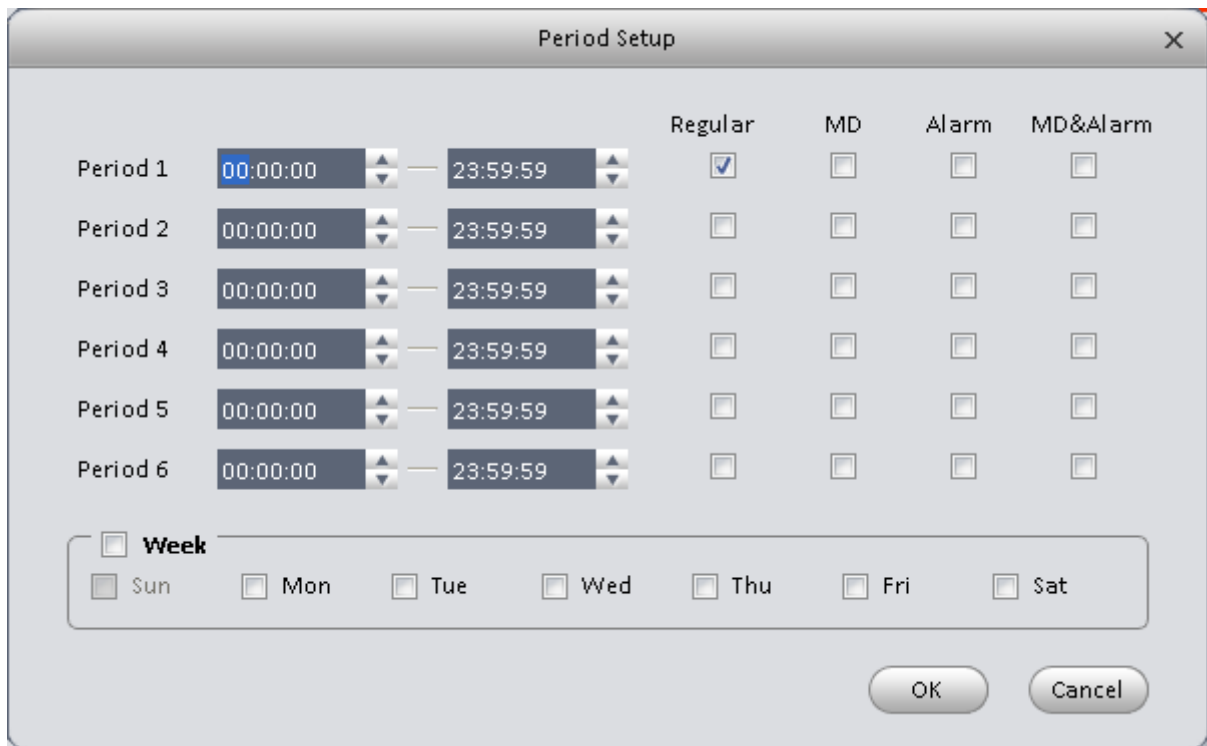 Period Setup
Regular MD Alarm MD&Alarm
Period 1 00:00:00 23:59:59
Period 2 00:00:00 23:59:59
Period 3 00:00:00 23:59:59
Period 4 00:00:00 23:59:59
Period 5 00:00:00 23:59:59
Period 6 00:00:00 23:59:59
Week
Sun Mon Tue Wed Thu Fri Sat
OK Cancel